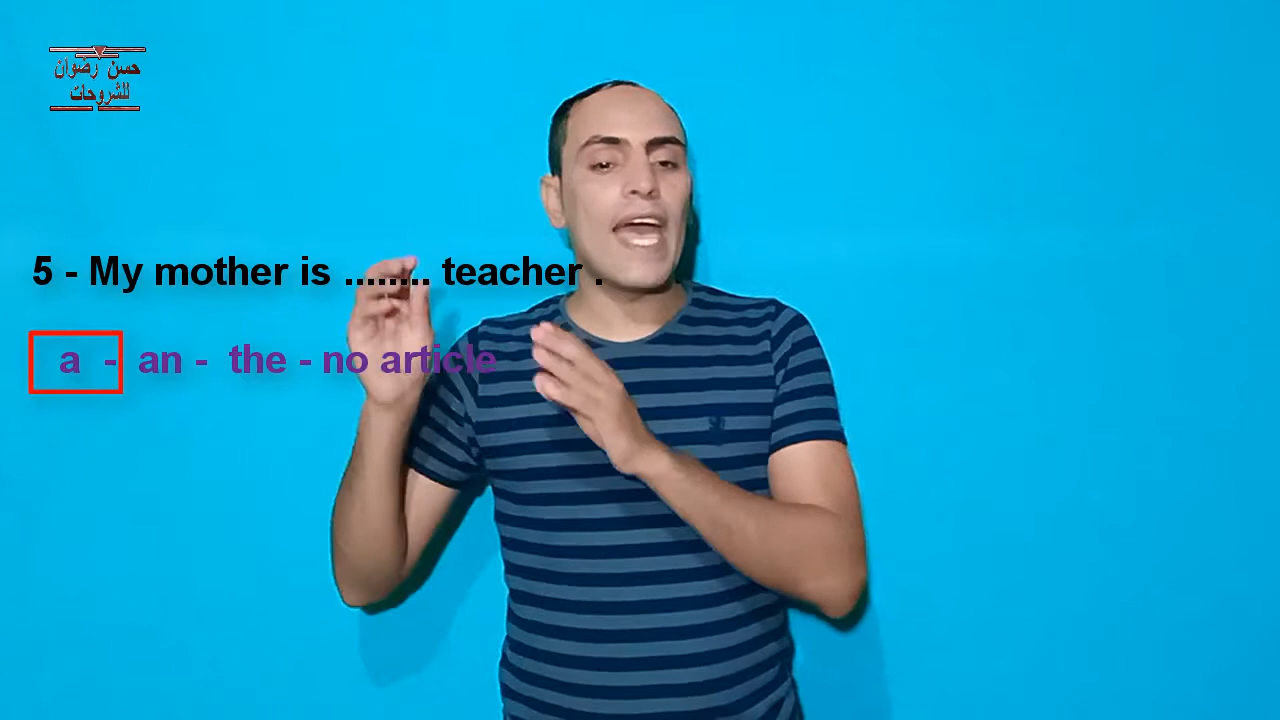 حسن رضوان
للشروحات
5 - My mother is ........ teacher .
a - an - the - no article